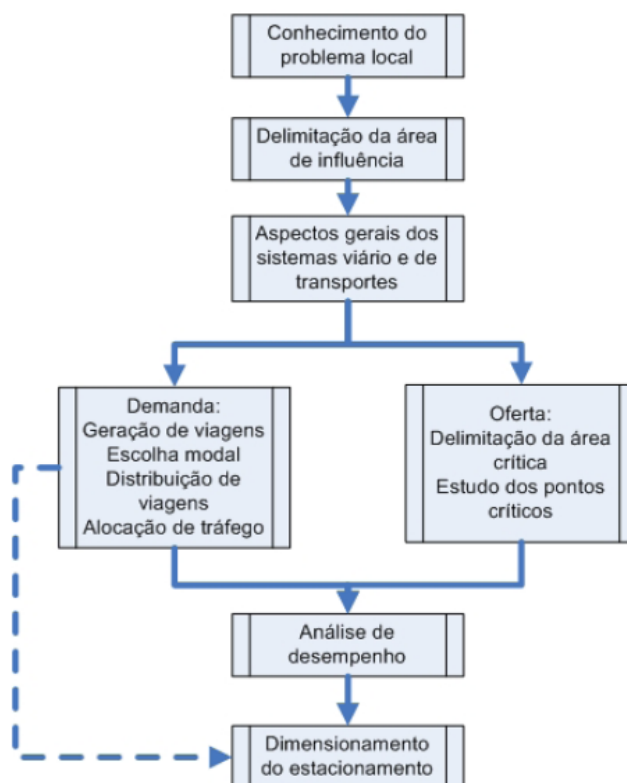 Conhecimento do
problema local
Delimitação da área
de influência
Aspectos gerais dos
sistemas viário e de
transportes
Demanda:
Geração de viagens
Escolha modal
Distribuição de
viagens
Alocação de tráfego
Oferta:
Delimitação da área
crítica
Estudo dos pontos
críticos
Análise de
desempenho
Dimensionamento
do estacionamento